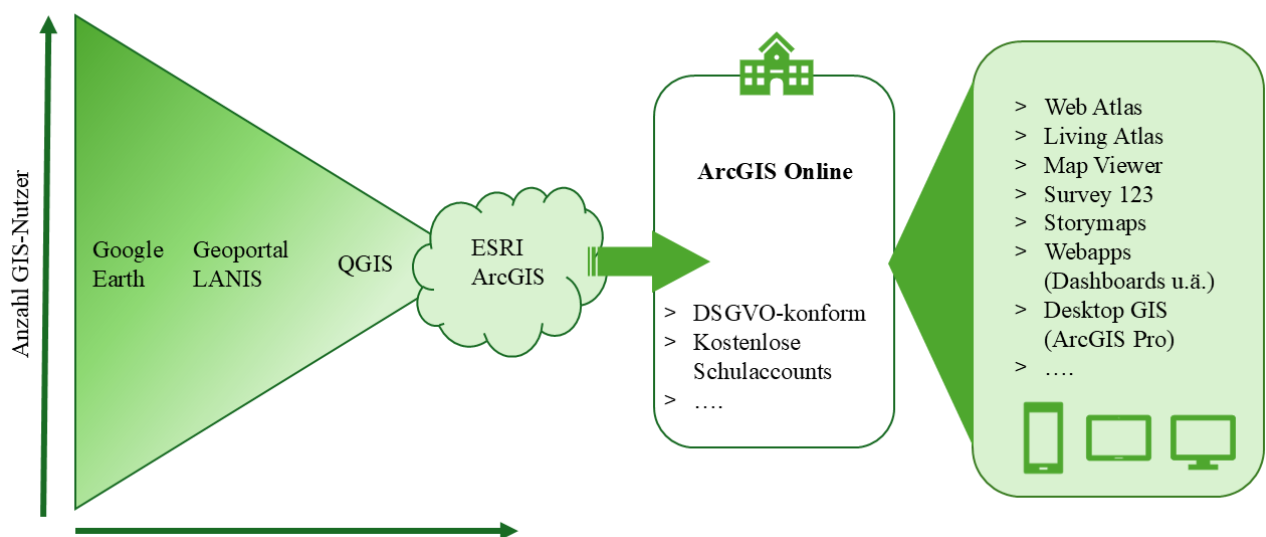 Anzahl GIS-Nutzer
Google
Earth
Geoportal
LANIS
QGIS
ESRI
ArcGIS
ArcGIS Online
> DSGVO-konform
> Kostenlose
Schulaccounts
> ….
> Web Atlas
> Living Atlas
> Map Viewer
> Survey 123
> Storymaps
> Webapps
(Dashboards u.ä.)
> Desktop GIS
(ArcGIS Pro)
> ….